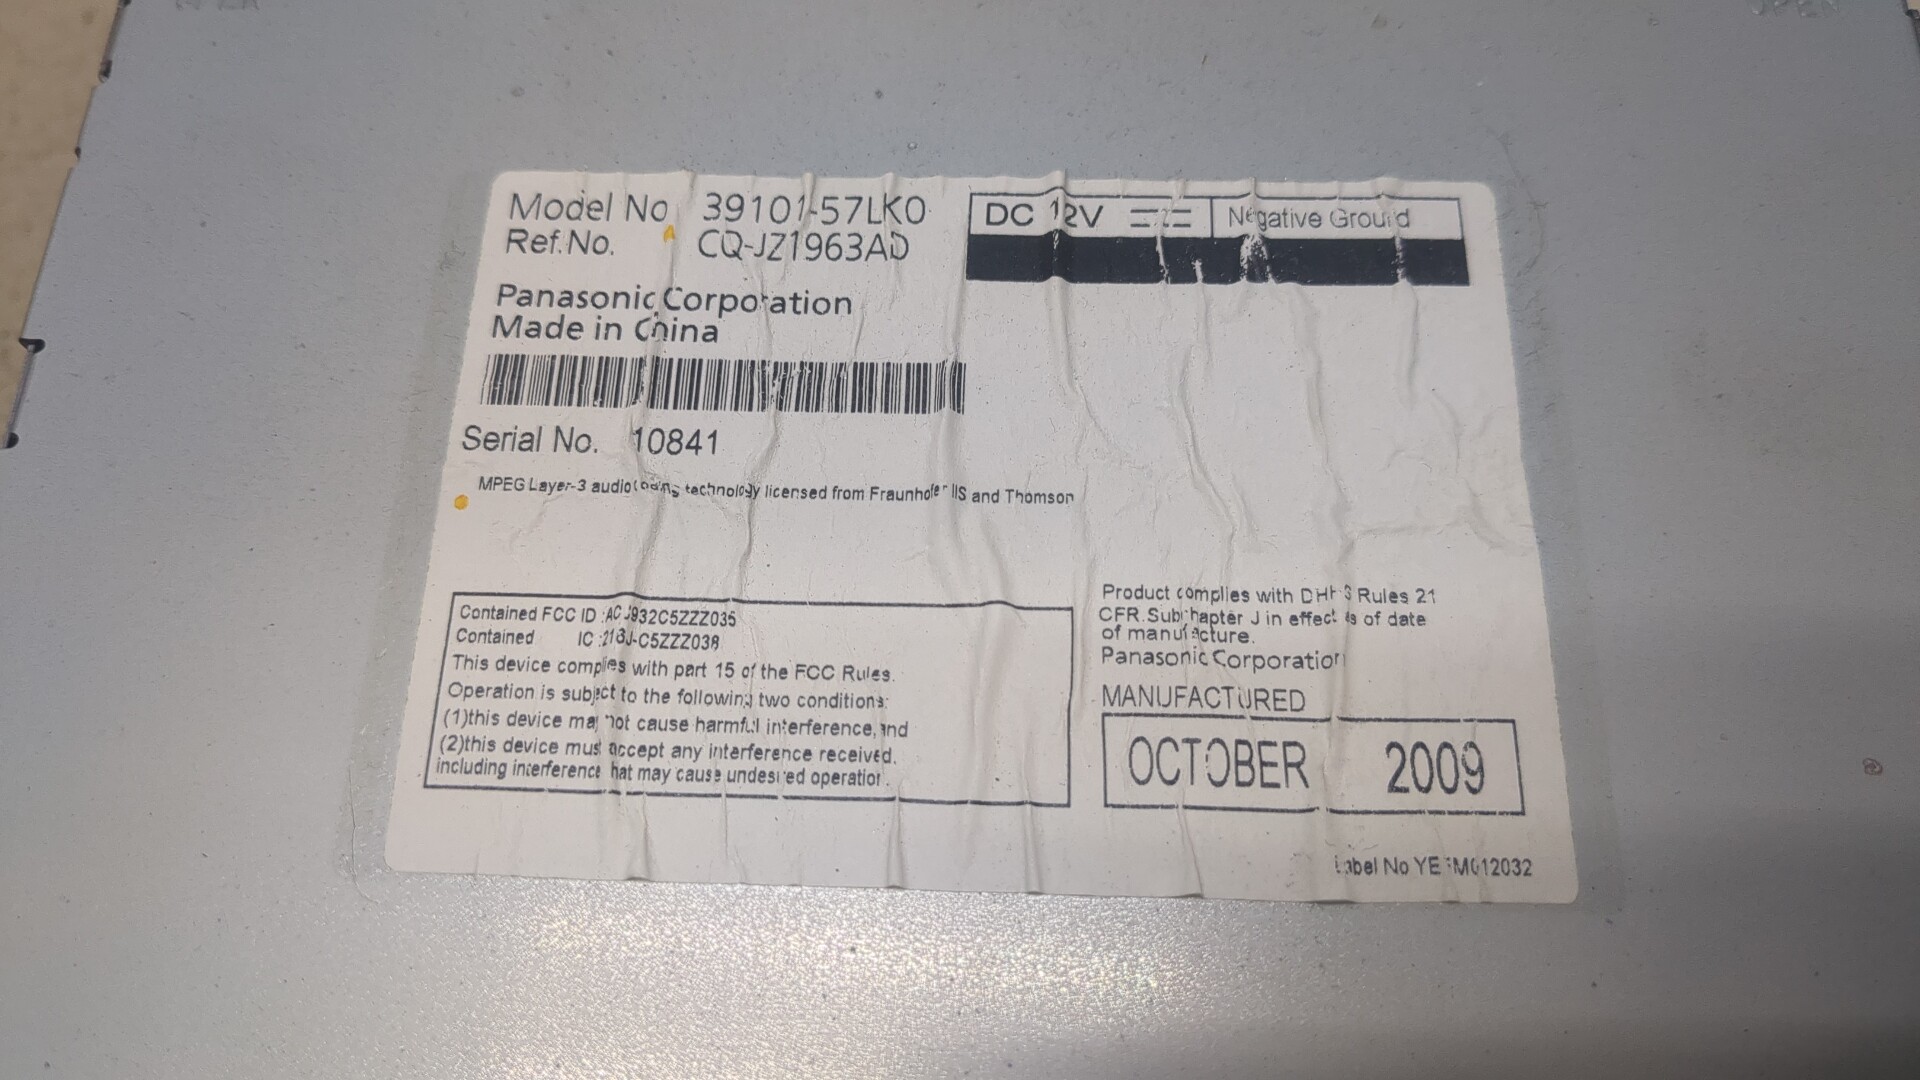 Model No 39101-57LK0
Ref.No. CQ-JZ1963AD
DC 12V Negative Ground
Panasonic Corporation
Made in China
Serial No. 10841
MPEG Layer-3 audio coding technology licensed from Fraunhofer IIS and Thomson
Contained FCC ID :ACJ932C5ZZZ035
Contained IC :216J-C5ZZZ038
This device complies with part 15 of the FCC Rules.
Operation is subject to the following two conditions:
(1)this device may not cause harmful interference, and
(2)this device must accept any interference received,
including interference that may cause undesired operation.
Product complies with DHHS Rules 21
CFR.Subchapter J in effect as of date
of manufacture.
Panasonic Corporation
MANUFACTURED
OCTOBER 2009
Label No